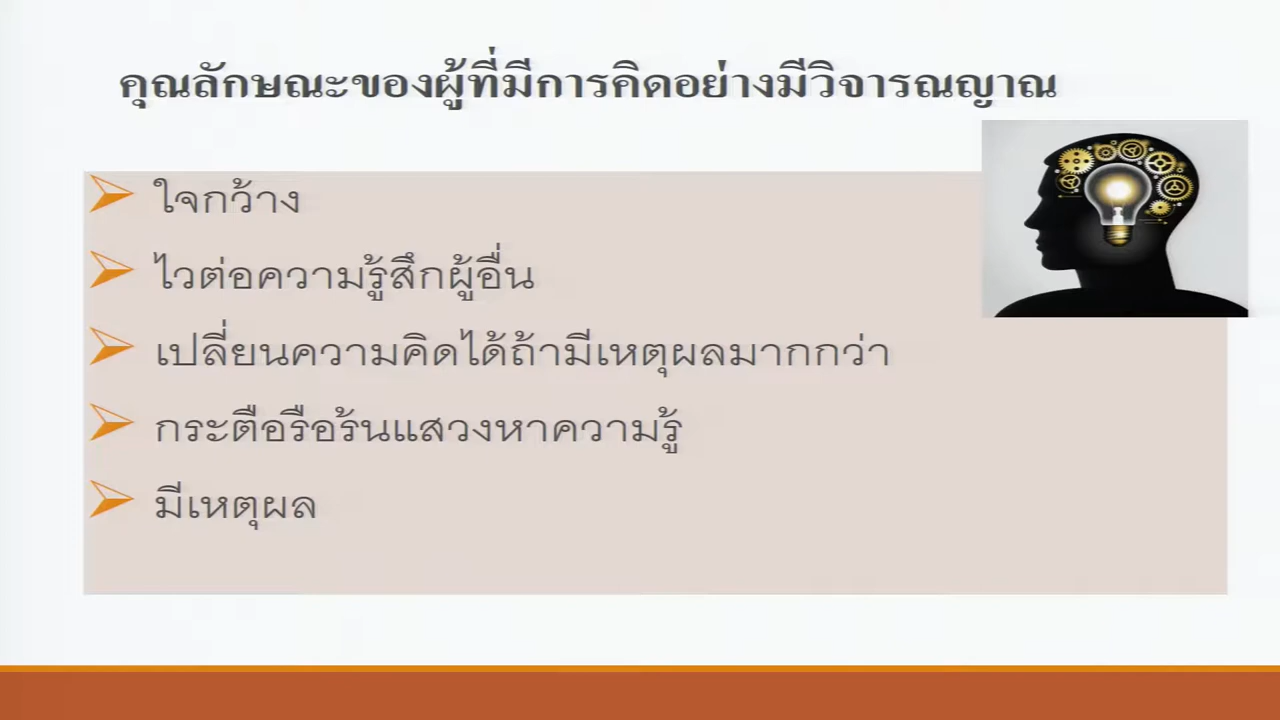 คุณลักษณะของผู้ที่มีการคิดอย่างมีวิจารณญาณ
ใจกว้าง
ไวต่อความรู้สึกผู้อื่น
เปลี่ยนความคิดได้ถ้ามีเหตุผลมากกว่า
กระตือรือร้นแสวงหาความรู้
มีเหตุผล